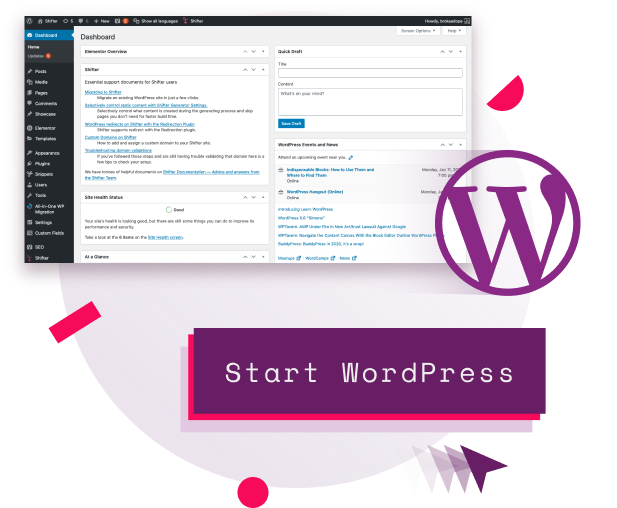 Shifter 5 0 + New Show all languages Shifter Howdy, brokedope
Screen Options Help
Dashboard
Dashboard
Home
Updates
Posts
Media
Pages
Comments
Showcase
Elementor
Templates
Appearance
Plugins
Snippets
Users
Tools
All-in-One WP
Migration
Settings
Custom Fields
SEO
Shifter
Elementor Overview
Shifter
Essential support documents for Shifter users
Migrating to Shifter
Migrate an existing WordPress site in just a few clicks.
Selectively control static content with Shifter Generator Settings.
Selectively control what content is created during the generating process and skip
pages you don't need for faster build time.
WordPress redirects on Shifter with the Redirection Plugin
Shifter supports redirect with the Redirection plugin.
Custom Domains on Shifter
How to add and assign a custom domain to your Shifter site.
Troubleshooting domain validations
If you've followed these steps and are still having trouble validating that domain here is a
few tips to check your setup.
We have tonnes of helpful documents on Shifter Documentation — Advice and answers from
the Shifter Team.
Site Health Status
Good
Your site's health is looking good, but there are still some things you can do to improve its
performance and security.
Take a look at the 6 items on the Site Health screen.
At a Glance
Quick Draft
Title
Content
What's on your mind?
Save Draft
WordPress Events and News
Attend an upcoming event near you.
Indispensable Blocks: How to Use Them and
Where to Find Them
Online
Monday, Jan 11,
7:00
WordPress Hangout (Online)
Online
Monday,
Introducing Learn WordPress
WordPress 5.6 "Simone"
WPTavern: AMP Under Fire in New Antitrust Lawsuit Against Google
WPTavern: Navigate the Content Canvas With the Block Editor Outline WordPress
BuddyPress: BuddyPress in 2020, it's a wrap!
Meetups WordCamps News
W
Start WordPress